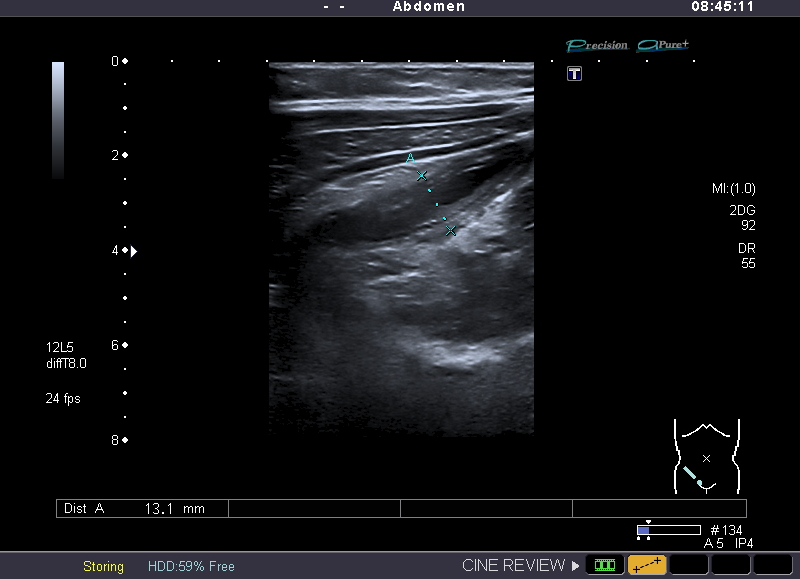 - - Abdomen 08:45:11
Precision APure+
T
0
2
A
MI:(1.0)
2DG
92
DR
55
4
6
12L5
diffT8.0
24 fps
8
Dist A 13.1 mm
#134
A 5 IP4
Storing HDD:59% Free CINE REVIEW